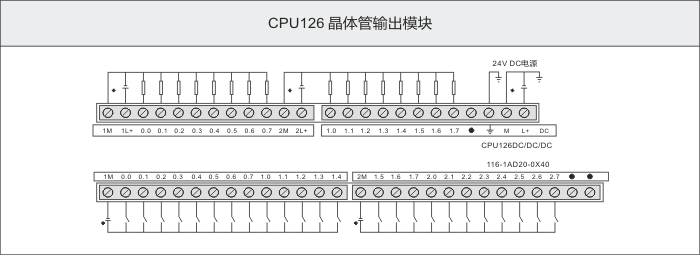 CPU126 晶体管输出模块
24V DC电源
1M 1L+ 0.0 0.1 0.2 0.3 0.4 0.5 0.6 0.7 2M 2L+ 1.0 1.1 1.2 1.3 1.4 1.5 1.6 1.7 M L+ DC
CPU126DC/DC/DC
116-1AD20-0X40
1M 0.0 0.1 0.2 0.3 0.4 0.5 0.6 0.7 1.0 1.1 1.2 1.3 1.4 2M 1.5 1.6 1.7 2.0 2.1 2.2 2.3 2.4 2.5 2.6 2.7